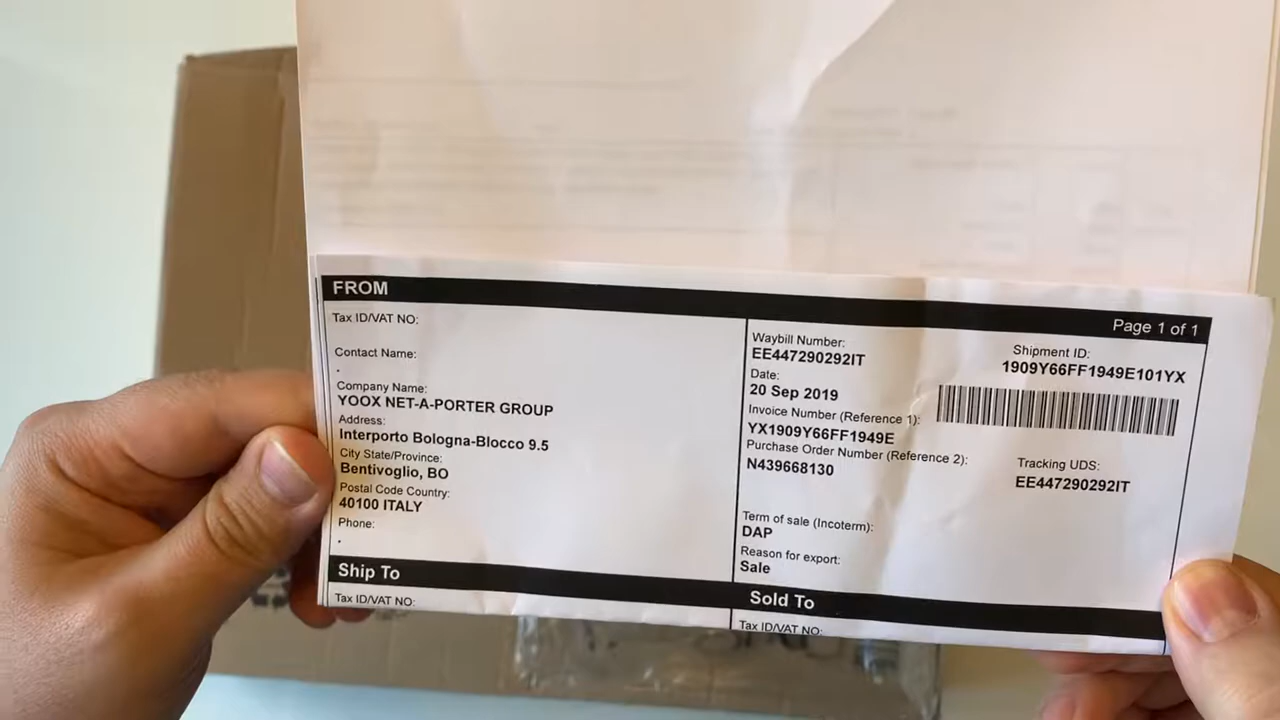 FROM
Page 1 of 1
Tax ID/VAT NO:
Contact Name:
.
Company Name:
YOOX NET-A-PORTER GROUP
Address:
Interporto Bologna-Blocco 9.5
City State/Province:
Bentivoglio, BO
Postal Code Country:
40100 ITALY
Phone:
.
Waybill Number:
EE447290292IT
Date:
20 Sep 2019
Invoice Number (Reference 1):
YX1909Y66FF1949E
Purchase Order Number (Reference 2):
N439668130
Term of sale (Incoterm):
DAP
Reason for export:
Sale
Shipment ID:
1909Y66FF1949E101YX
Tracking UDS:
EE447290292IT
Ship To
Tax ID/VAT NO:
Sold To
Tax ID/VAT NO: